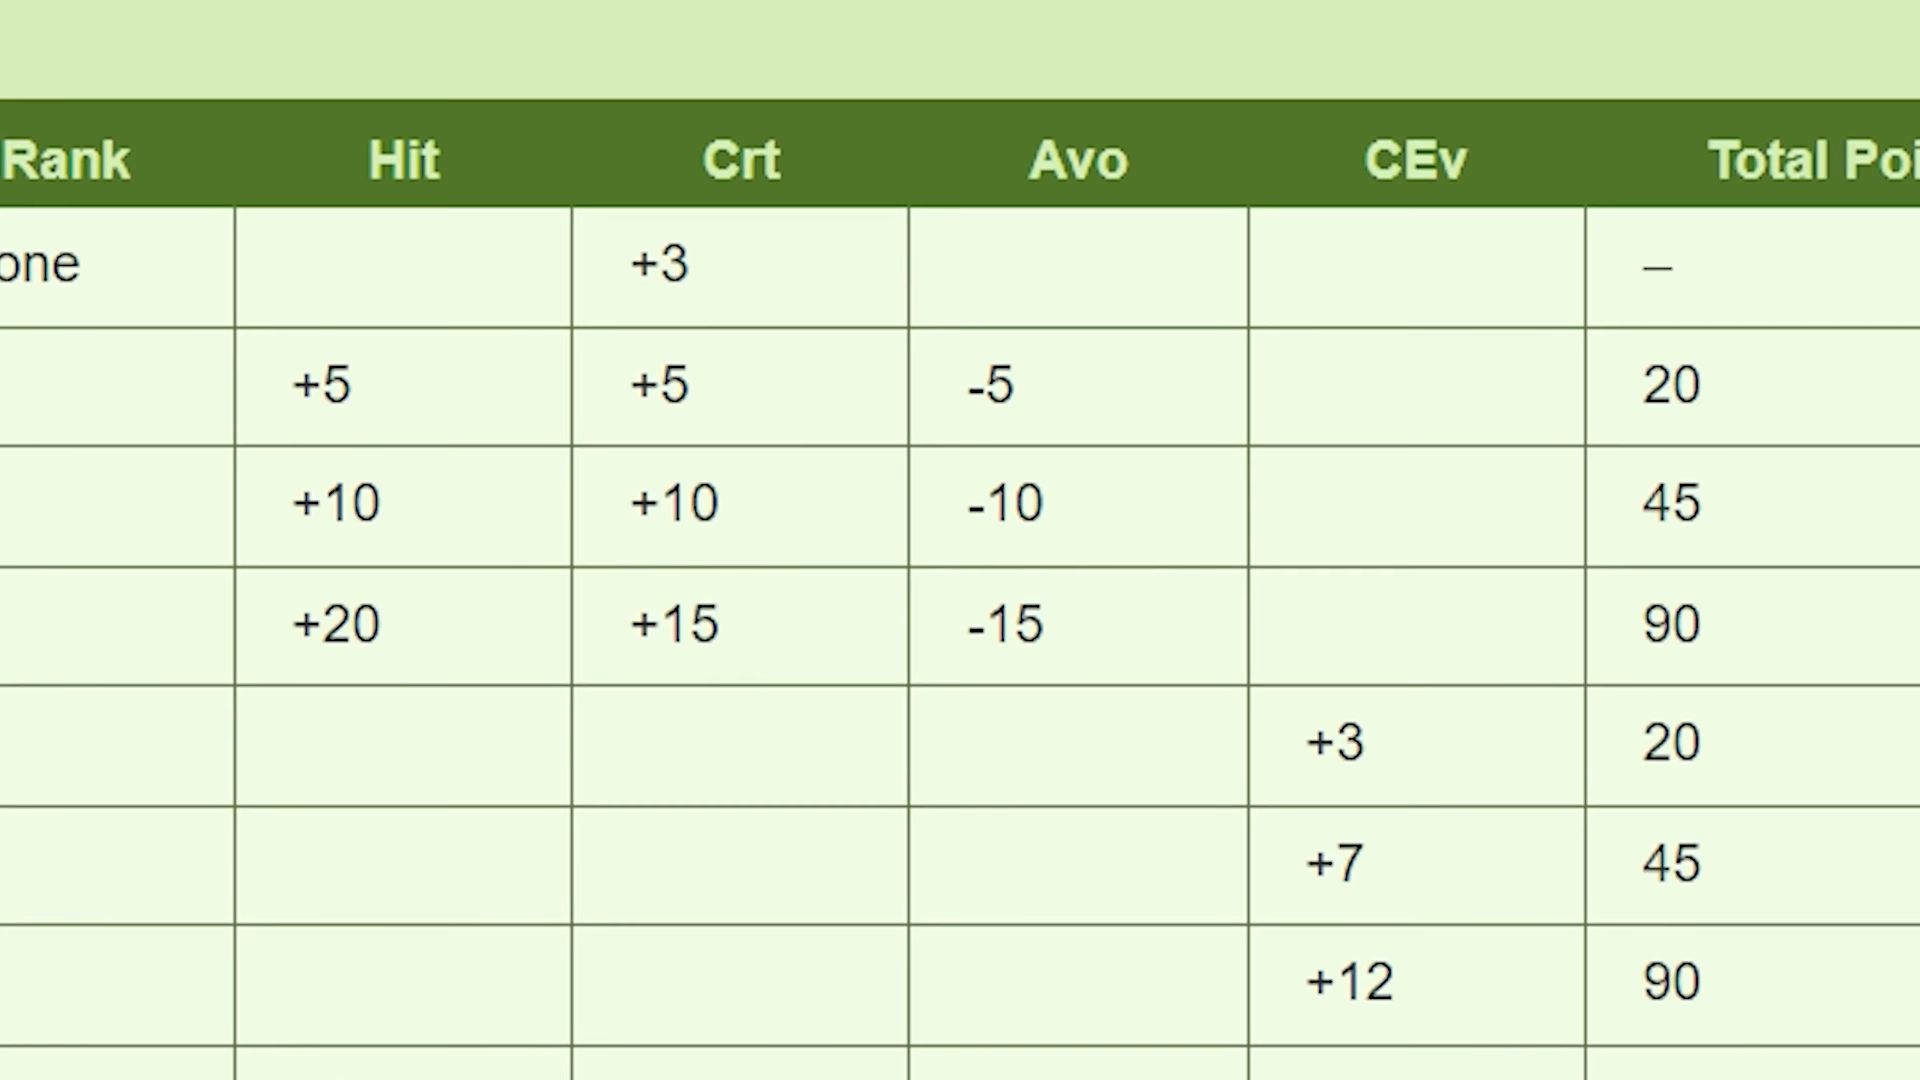 Rank Hit Crt Avo CEv Total Poi
one +3 –
+5 +5 -5 20
+10 +10 -10 45
+20 +15 -15 90
+3 20
+7 45
+12 90